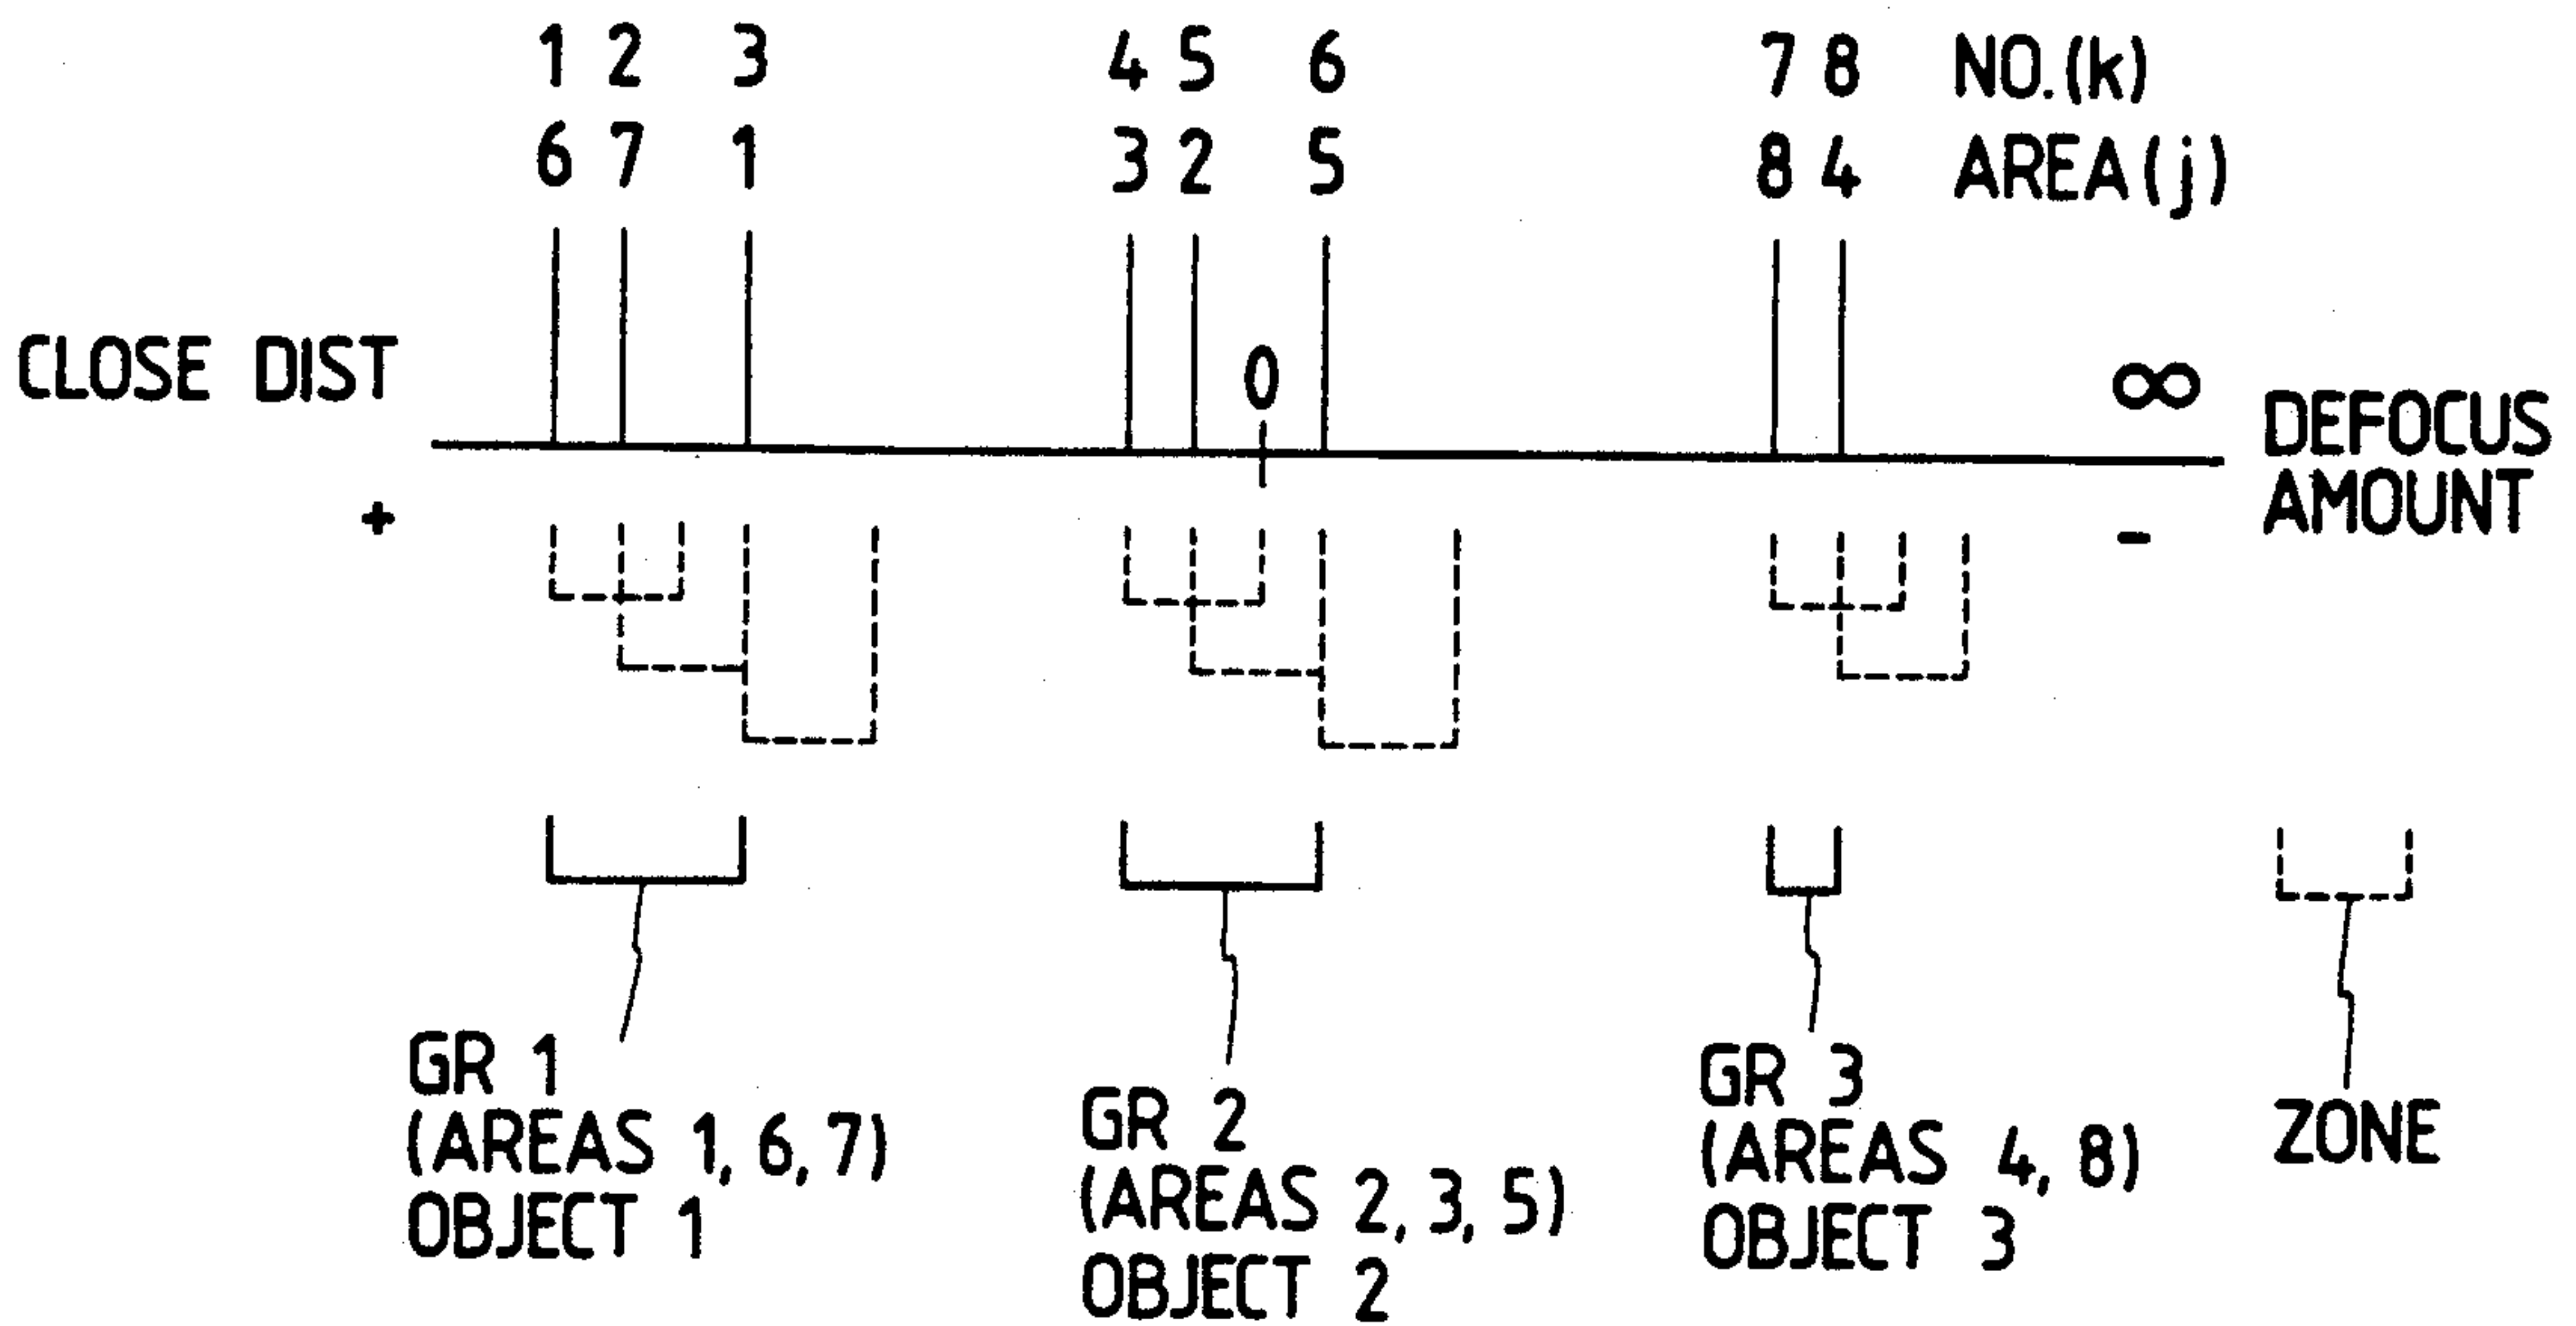 1 2 3 4 5 6 7 8 NO.(k)
6 7 1 3 2 5 8 4 AREA(j)
CLOSE DIST
0
∞
DEFOCUS
AMOUNT
+
-
GR 1
(AREAS 1, 6, 7)
OBJECT 1
GR 2
(AREAS 2, 3, 5)
OBJECT 2
GR 3
(AREAS 4, 8)
OBJECT 3
ZONE